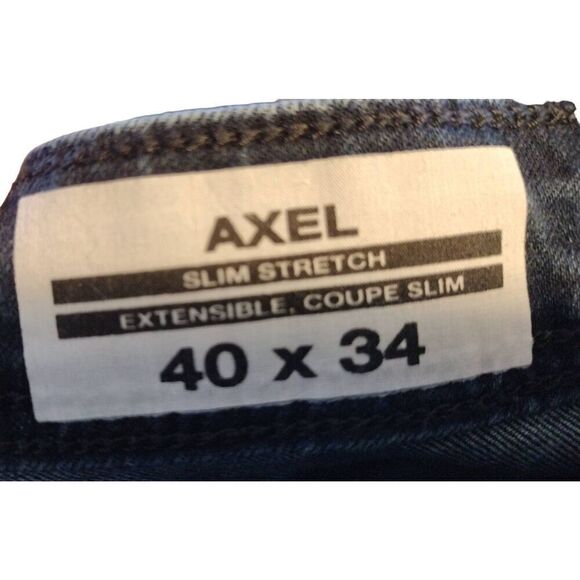 AXEL
SLIM STRETCH
EXTENSIBLE, COUPE SLIM
40 x 34